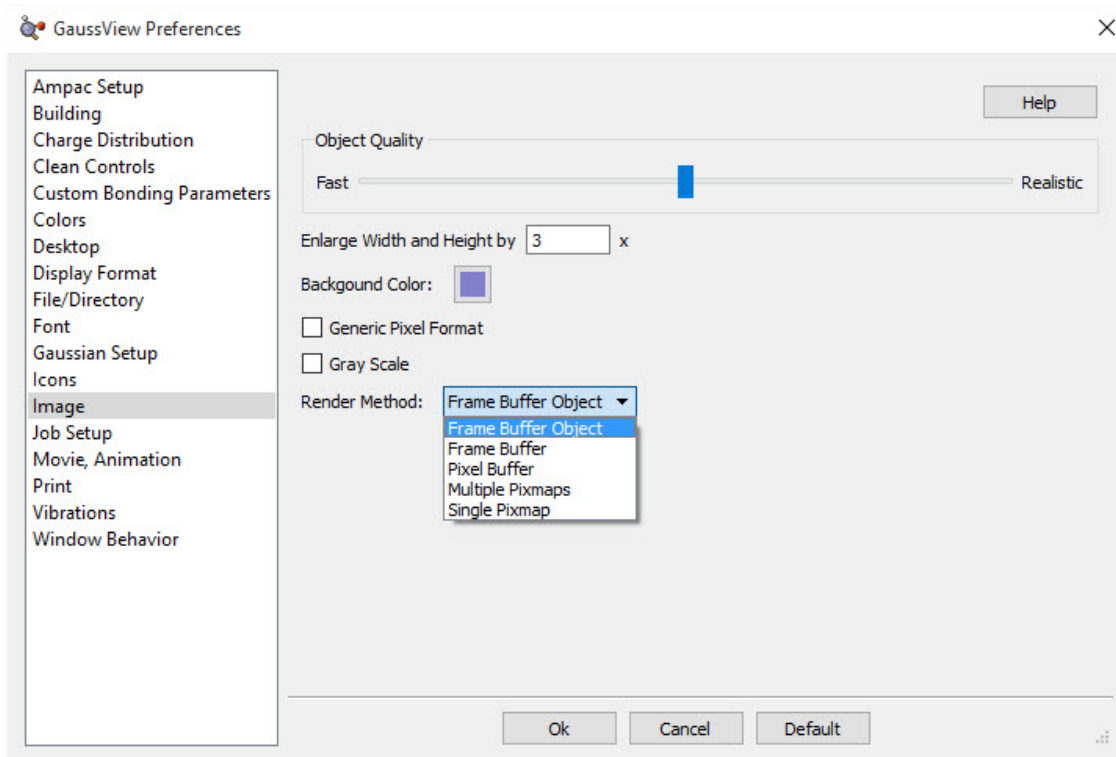 GaussView Preferences
Ampac Setup
Building
Charge Distribution
Clean Controls
Custom Bonding Parameters
Colors
Desktop
Display Format
File/Directory
Font
Gaussian Setup
Icons
Image
Job Setup
Movie, Animation
Print
Vibrations
Window Behavior
Help
Object Quality
Fast Realistic
Enlarge Width and Height by 3 x
Backgound Color:
Generic Pixel Format
Gray Scale
Render Method: Frame Buffer Object
Frame Buffer Object
Frame Buffer
Pixel Buffer
Multiple Pixmaps
Single Pixmap
Ok Cancel Default